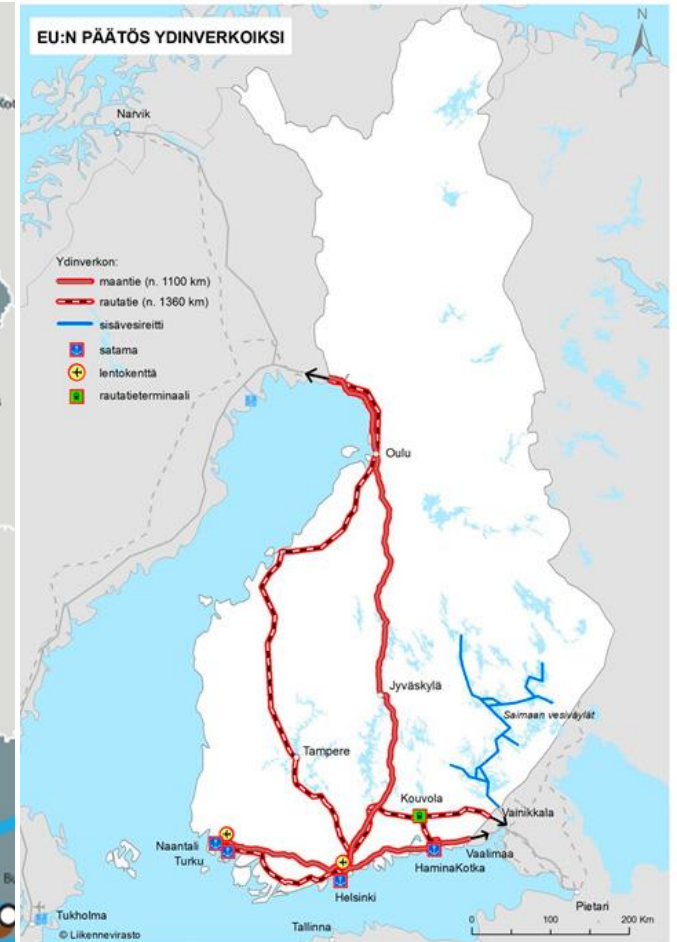 EU:N PÄÄTÖS YDINVERKOIKSI
N
Narvik
Ydinverkon:
maantie (n. 1100 km)
rautatie (n. 1360 km)
sisävesireitti
satama
lentokenttä
rautatieterminaali
Oulu
Jyväskylä
Saimaan vesiväylät
Tampere
Kouvola
Vainikkala
Naantali
Turku
Vaalimaa
HaminaKotka
Helsinki
Pietari
Tukholma
Tallinna
0 100 200 Km
© Liikennevirasto